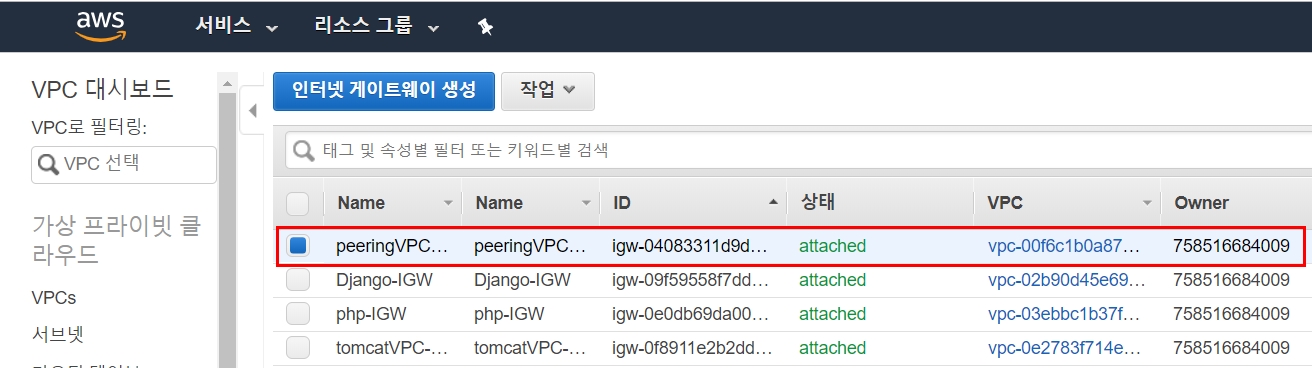 aws 서비스 리소스 그룹
VPC 대시보드
VPC로 필터링:
VPC 선택
가상 프라이빗 클
라우드
VPCs
서브넷
인터넷 게이트웨이 생성 작업
태그 및 속성별 필터 또는 키워드별 검색
Name Name ID 상태 VPC Owner
peeringVPC... peeringVPC... igw-04083311d9d... attached vpc-00f6c1b0a87... 758516684009
Django-IGW Django-IGW igw-09f59558f7dd... attached vpc-02b90d45e69... 758516684009
php-IGW php-IGW igw-0e0db69da00... attached vpc-03ebbc1b37f... 758516684009
tomcatVPC-... tomcatVPC-... igw-0f8911e2b2dd... attached vpc-0e2783f714e... 758516684009